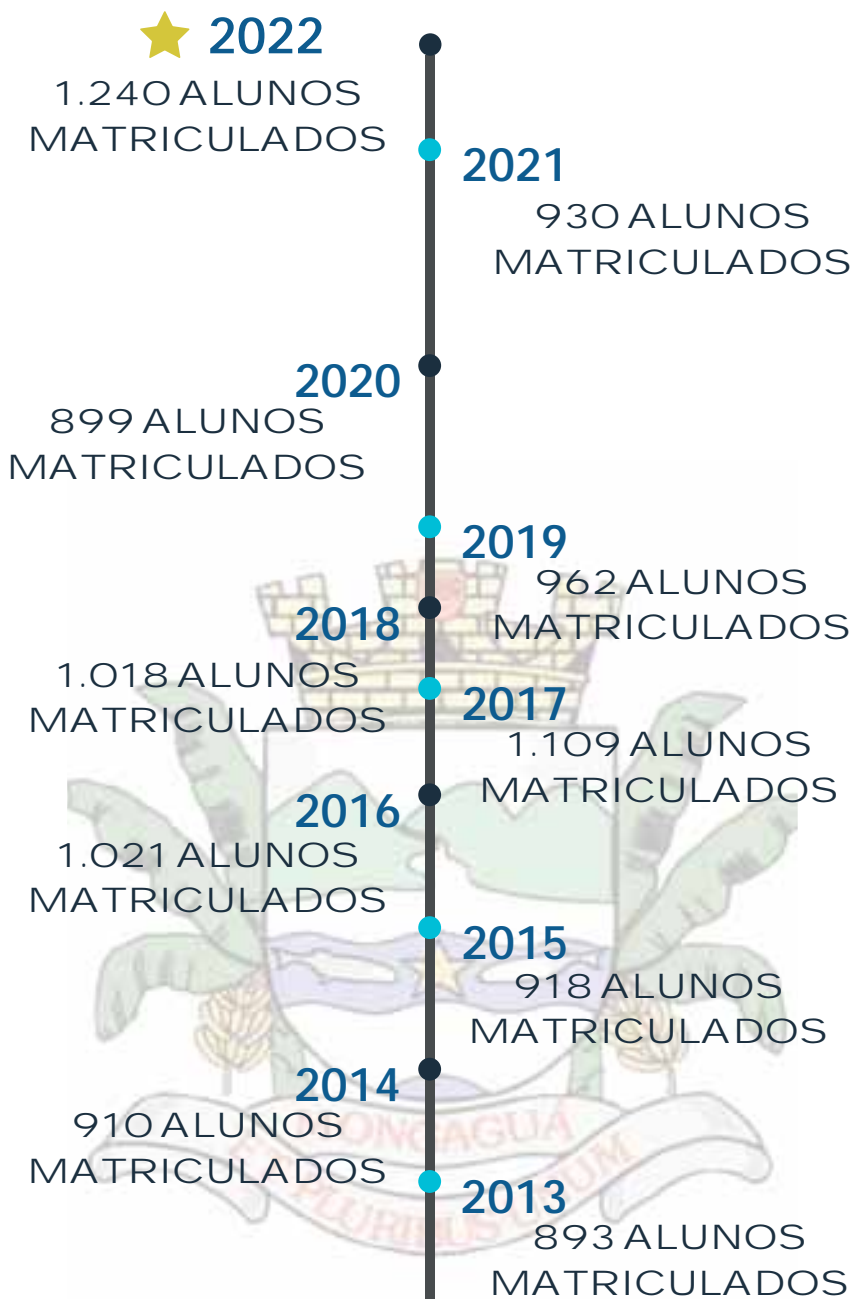 2022
1.240 ALUNOS
MATRICULADOS
2021
930 ALUNOS
MATRICULADOS
2020
899 ALUNOS
MATRICULADOS
2019
962 ALUNOS
MATRICULADOS
2018
1.018 ALUNOS
MATRICULADOS
2017
1.109 ALUNOS
MATRICULADOS
2016
1.021 ALUNOS
MATRICULADOS
2015
918 ALUNOS
MATRICULADOS
2014
910 ALUNOS
MATRICULADOS
2013
893 ALUNOS
MATRICULADOS
PLURIBUS